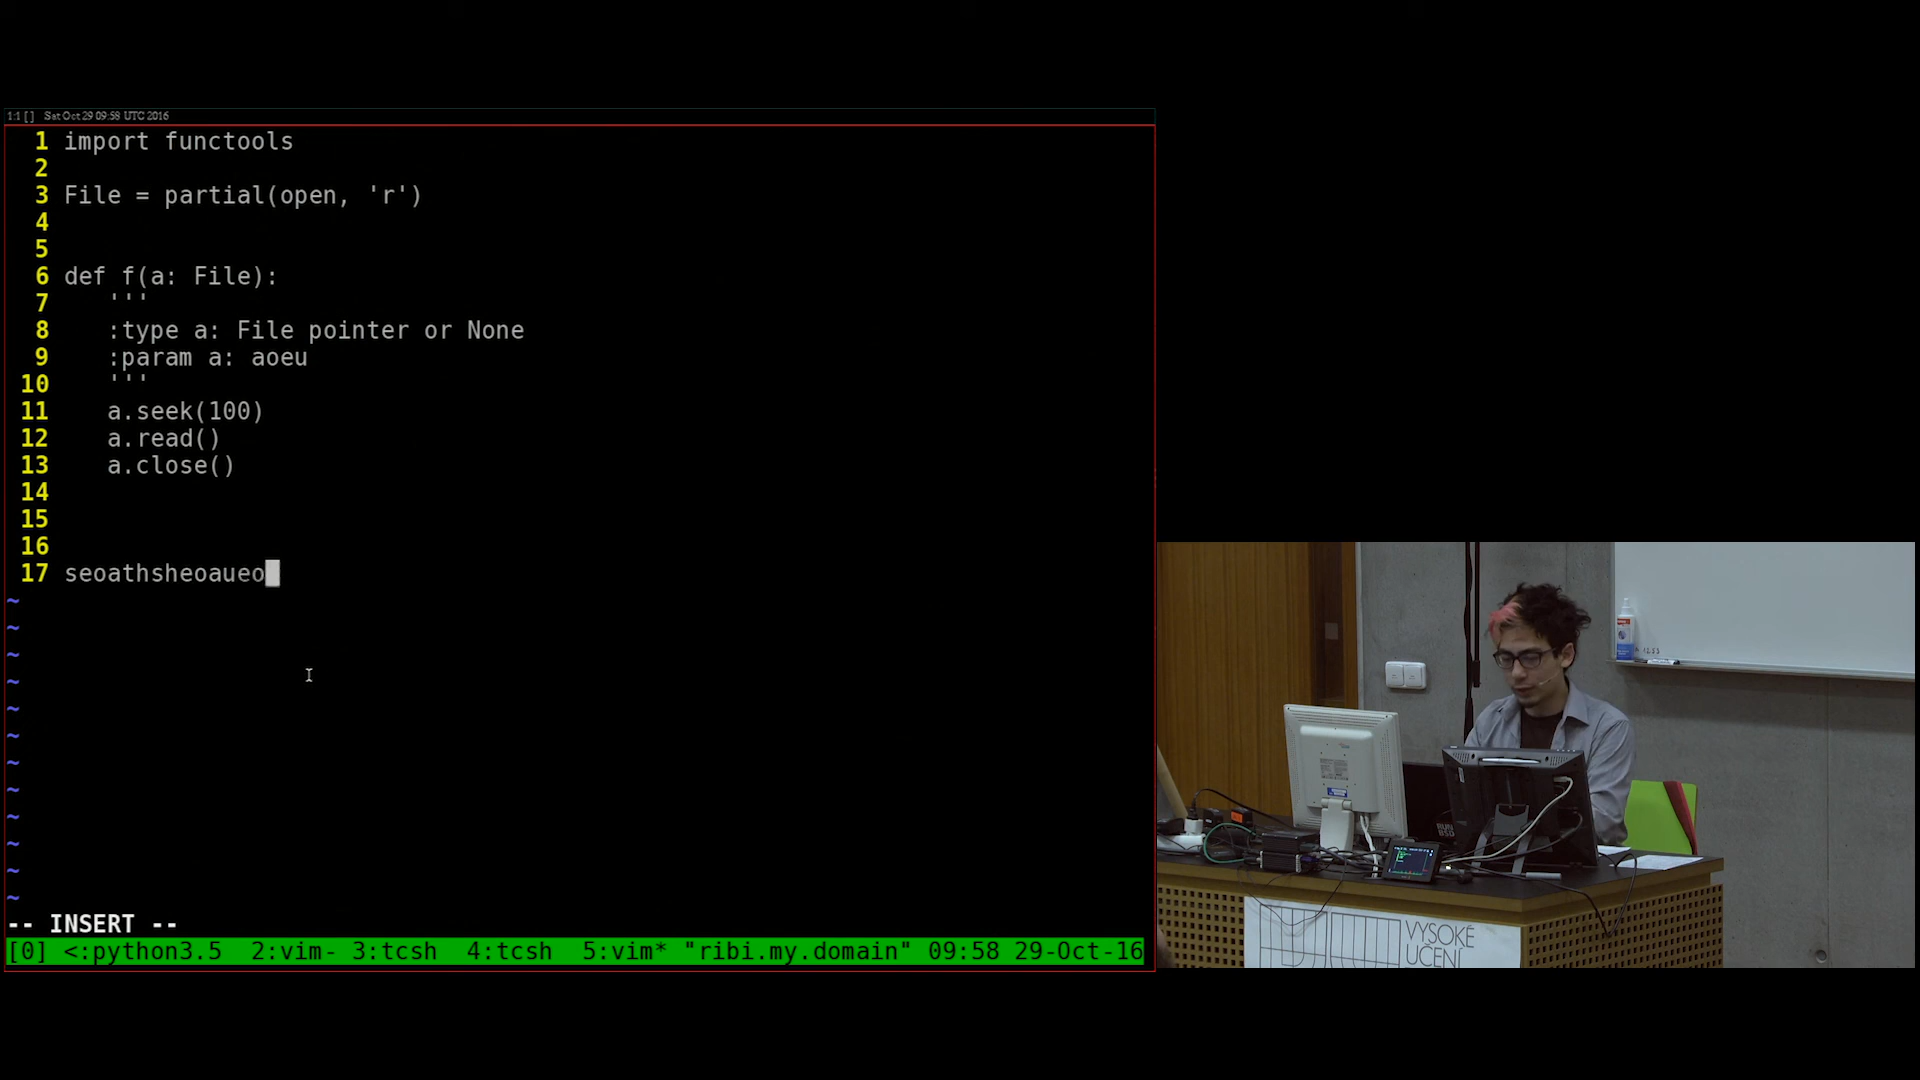 1:1 [ ] Sat Oct 29 09:58 UTC 2016
1 import functools
2
3 File = partial(open, 'r')
4
5
6 def f(a: File):
7 '''
8 :type a: File pointer or None
9 :param a: aoeu
10 '''
11 a.seek(100)
12 a.read()
13 a.close()
14
15
16
17 seoathsheoaueo
~
~
~
~
~
~
~
~
~
~
~
~
-- INSERT --
[0] <:python3.5 2:vim- 3:tcsh 4:tcsh 5:vim* "ribi.my.domain" 09:58 29-Oct-16
RUN
BSD
VYSOKÉ
UČENÍ